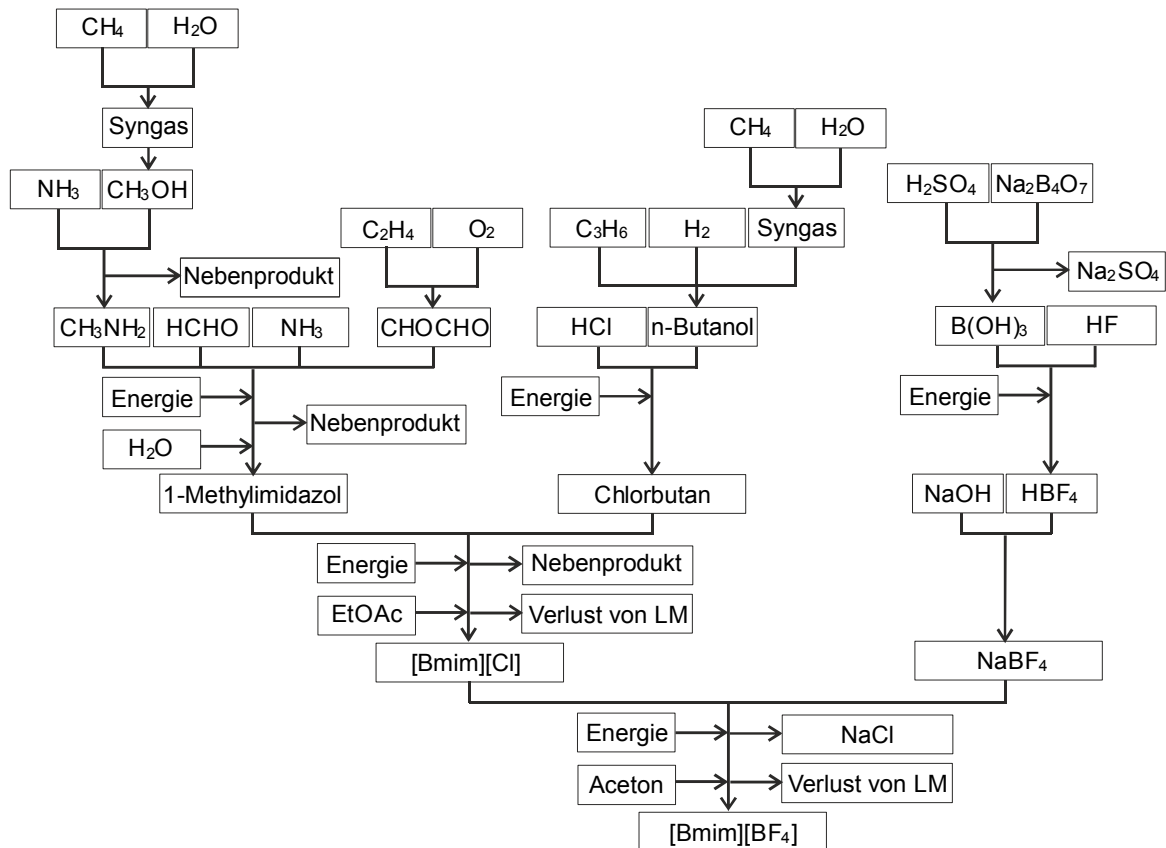 CH₄ H₂O
Syngas
CH₄ H₂O
NH₃ CH₃OH
H₂SO₄ Na₂B₄O₇
C₂H₄ O₂
C₃H₆ H₂ Syngas
Nebenprodukt
Na₂SO₄
CH₃NH₂ HCHO NH₃ CHOCHO
HCl n-Butanol
B(OH)₃ HF
Energie
Energie
Energie
Nebenprodukt
H₂O
1-Methylimidazol
Chlorbutan
NaOH HBF₄
Energie
Nebenprodukt
EtOAc
Verlust von LM
[Bmim][Cl]
NaBF₄
Energie
NaCl
Aceton
Verlust von LM
[Bmim][BF₄]